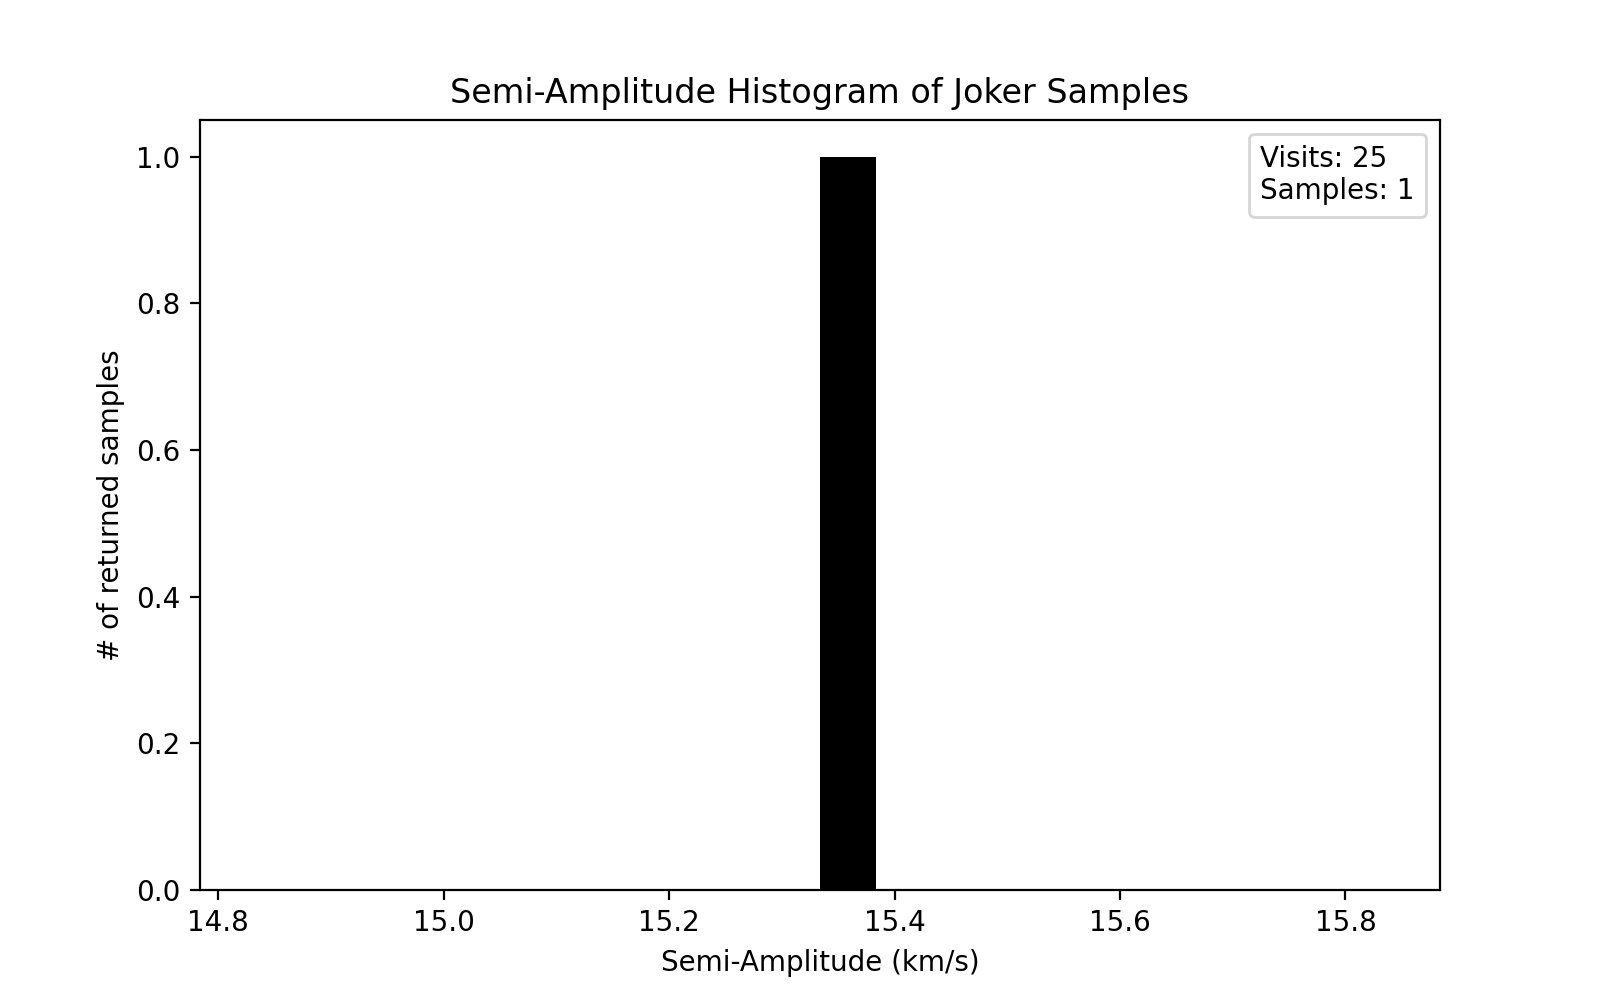 Semi-Amplitude Histogram of Joker Samples
Visits: 25
Samples: 1
1.0
0.8
0.6
0.4
0.2
0.0
# of returned samples
14.8 15.0 15.2 15.4 15.6 15.8
Semi-Amplitude (km/s)